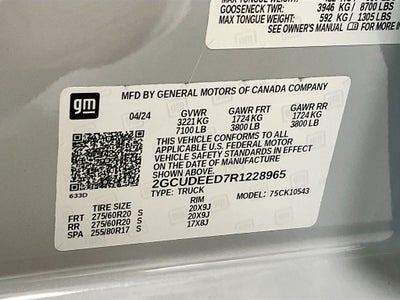 MAX TONGUE WEIGHT:
GOOSENECK TWR: 3946 KG / 8700 LBS
MAX TONGUE WEIGHT: 592 KG / 1305 LBS
SEE OWNER'S MANUAL FOR MORE IN
gm
MFD BY GENERAL MOTORS OF CANADA COMPANY
04/24 GVWR GAWR FRT GAWR RR
3221 KG 1724 KG 1724 KG
7100 LB 3800 LB 3800 LB
THIS VEHICLE CONFORMS TO ALL
APPLICABLE U.S. FEDERAL MOTOR
VEHICLE SAFETY STANDARDS IN EFFECT
ON THE DATE OF MANUFACTURE SHOWN ABOVE.
2GCUDEED7R1228965
TYPE: TRUCK MODEL: 75CK10543
633D
TIRE SIZE RIM
FRT 275/60R20 S 20X9J
RR 275/60R20 S 20X9J
SPA 255/80R17 S 17X8J